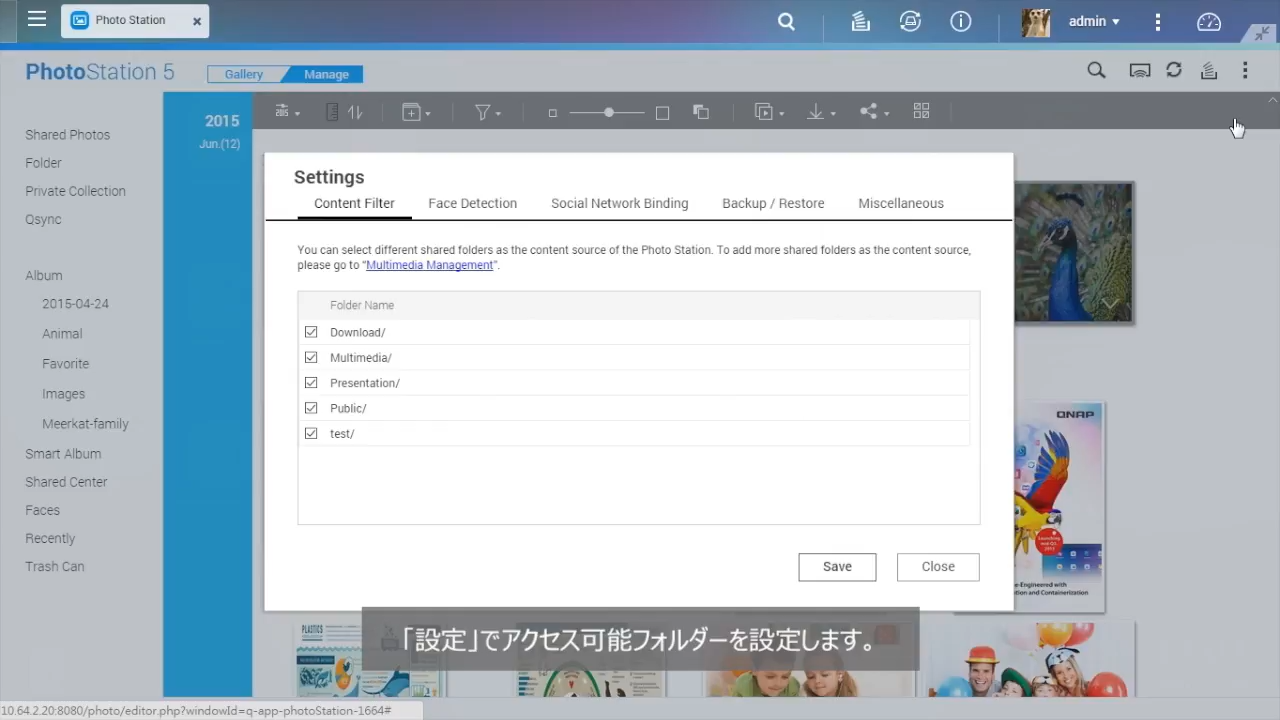 Photo Station
admin
PhotoStation 5
Gallery
Manage
Shared Photos
Folder
Private Collection
Qsync
Album
2015-04-24
Animal
Favorite
Images
Meerkat-family
Smart Album
Shared Center
Faces
Recently
Trash Can
2015
Jun.(12)
Settings
Content Filter
Face Detection
Social Network Binding
Backup / Restore
Miscellaneous
You can select different shared folders as the content source of the Photo Station. To add more shared folders as the content source,
please go to "Multimedia Management".
Folder Name
Download/
Multimedia/
Presentation/
Public/
test/
Save
Close
QNAP
PLASTICS
「設定」でアクセス可能フォルダーを設定します。
10.64.2.20:8080/photo/editor.php?windowId=q-app-photoStation-1664#